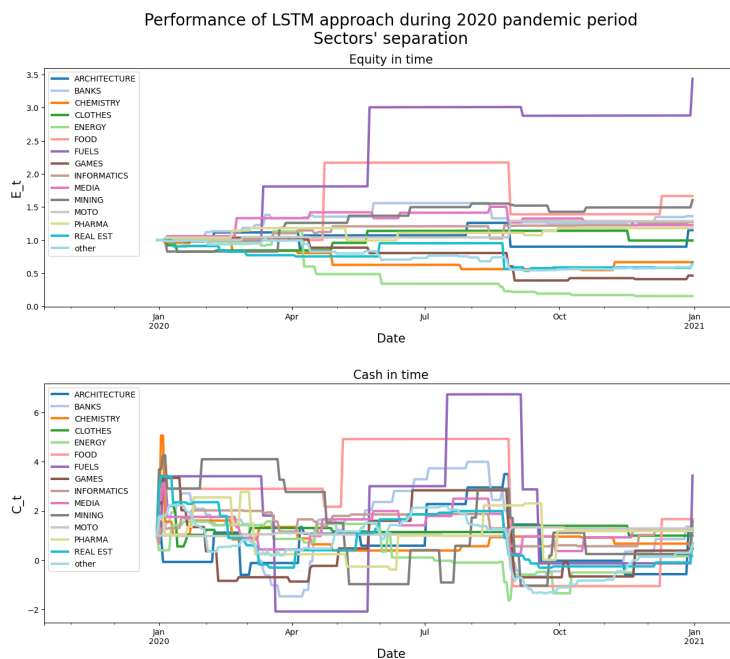 Performance of LSTM approach during 2020 pandemic period
Sectors' separation
Equity in time
E_t
3.5
3.0
2.5
2.0
1.5
1.0
0.5
0.0
ARCHITECTURE
BANKS
CHEMISTRY
CLOTHES
ENERGY
FOOD
FUELS
GAMES
INFORMATICS
MEDIA
MINING
MOTO
PHARMA
REAL EST
other
Jan
2020
Apr
Jul
Oct
Jan
2021
Date
Cash in time
C_t
6
4
2
0
−2
ARCHITECTURE
BANKS
CHEMISTRY
CLOTHES
ENERGY
FOOD
FUELS
GAMES
INFORMATICS
MEDIA
MINING
MOTO
PHARMA
REAL EST
other
Jan
2020
Apr
Jul
Oct
Jan
2021
Date